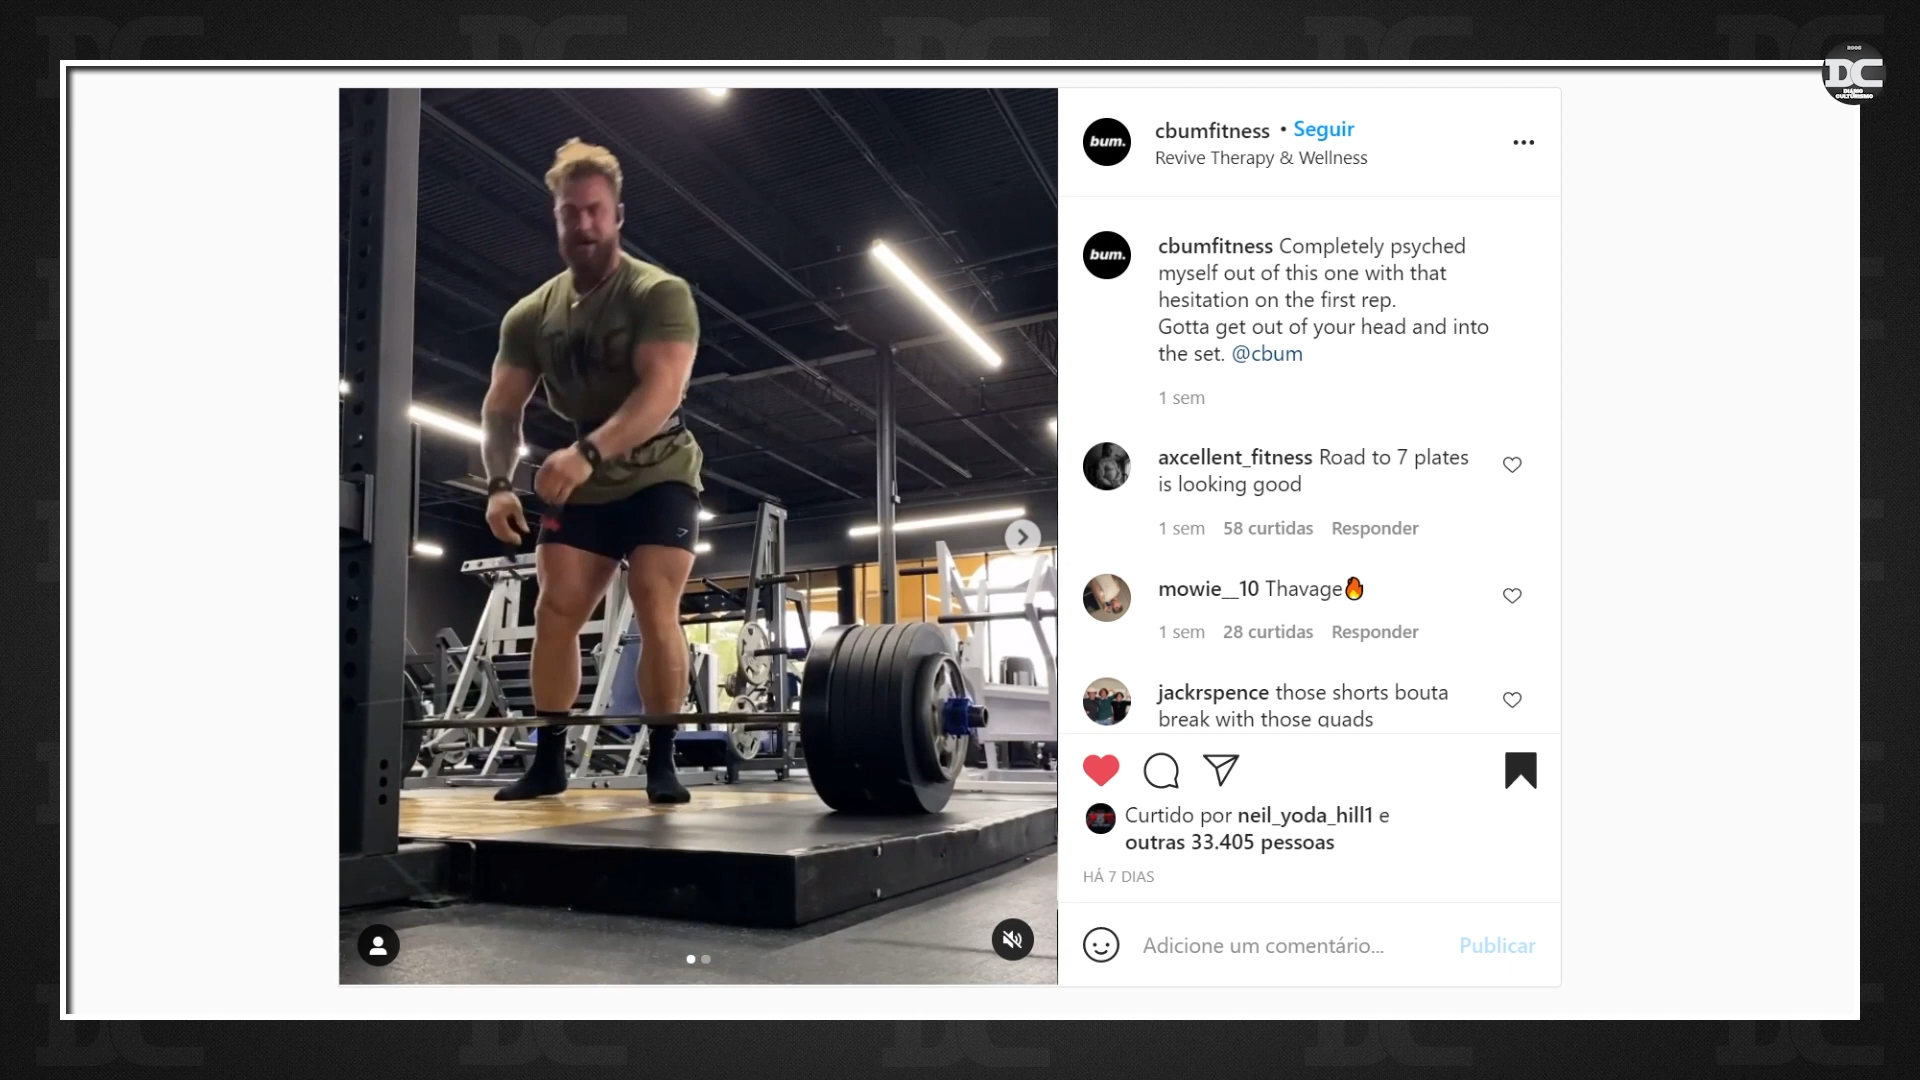 2005
DC
DIÁRIO
CULTURISMO
bum.
cbumfitness • Seguir
Revive Therapy & Wellness
bum.
cbumfitness Completely psyched
myself out of this one with that
hesitation on the first rep.
Gotta get out of your head and into
the set. @cbum
1 sem
axcellent_fitness Road to 7 plates
is looking good
1 sem 58 curtidas Responder
mowie__10 Thavage🔥
1 sem 28 curtidas Responder
jackrspence those shorts bouta
break with those quads
Curtido por neil_yoda_hill1 e
outras 33.405 pessoas
HÁ 7 DIAS
Adicione um comentário...
Publicar